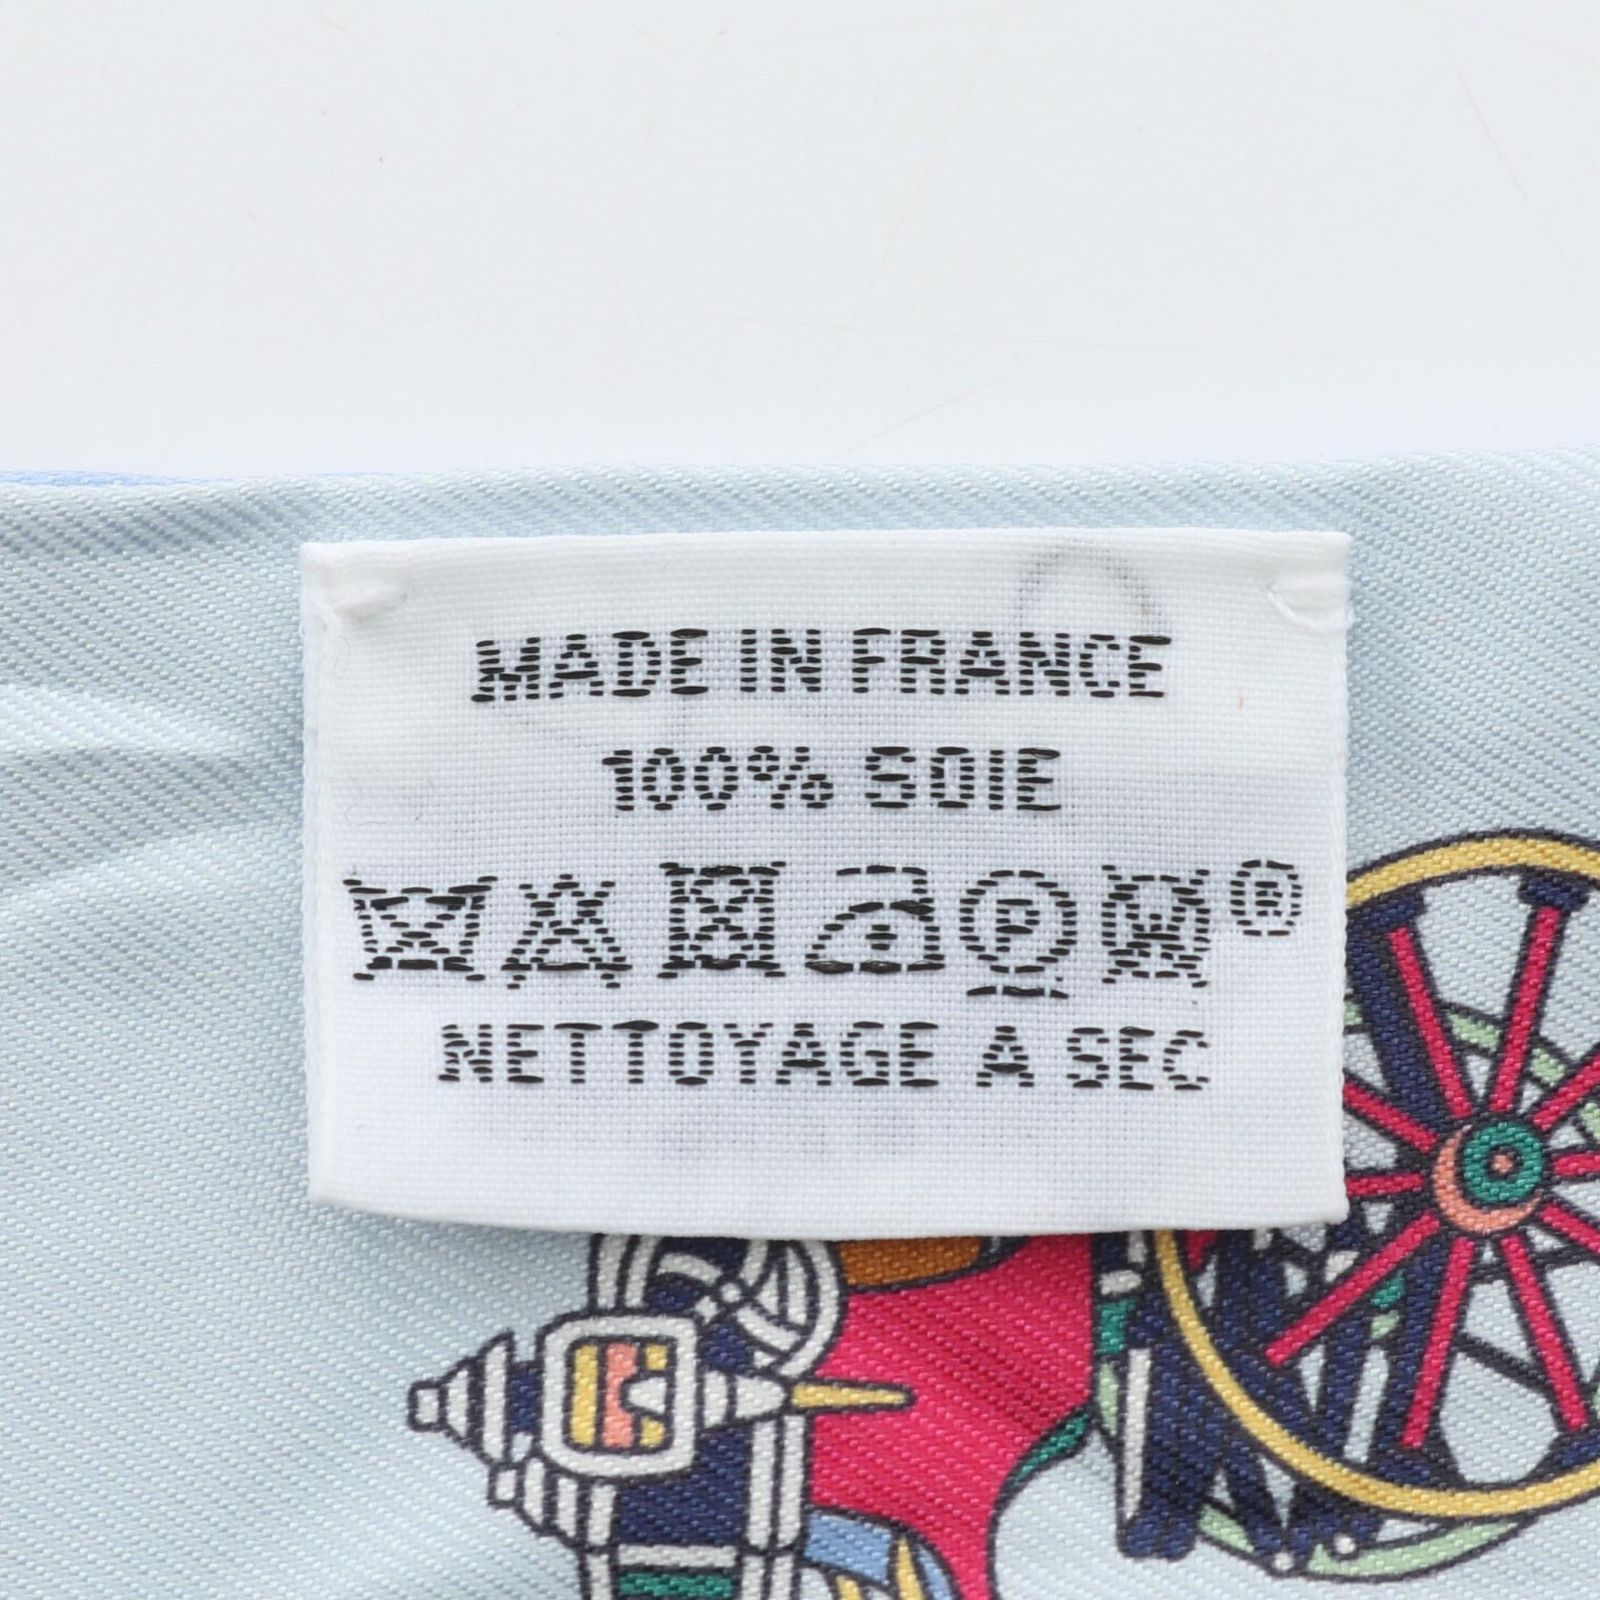 MADE IN FRANCE
100% SOIE
P W ®
NETTOYAGE A SEC